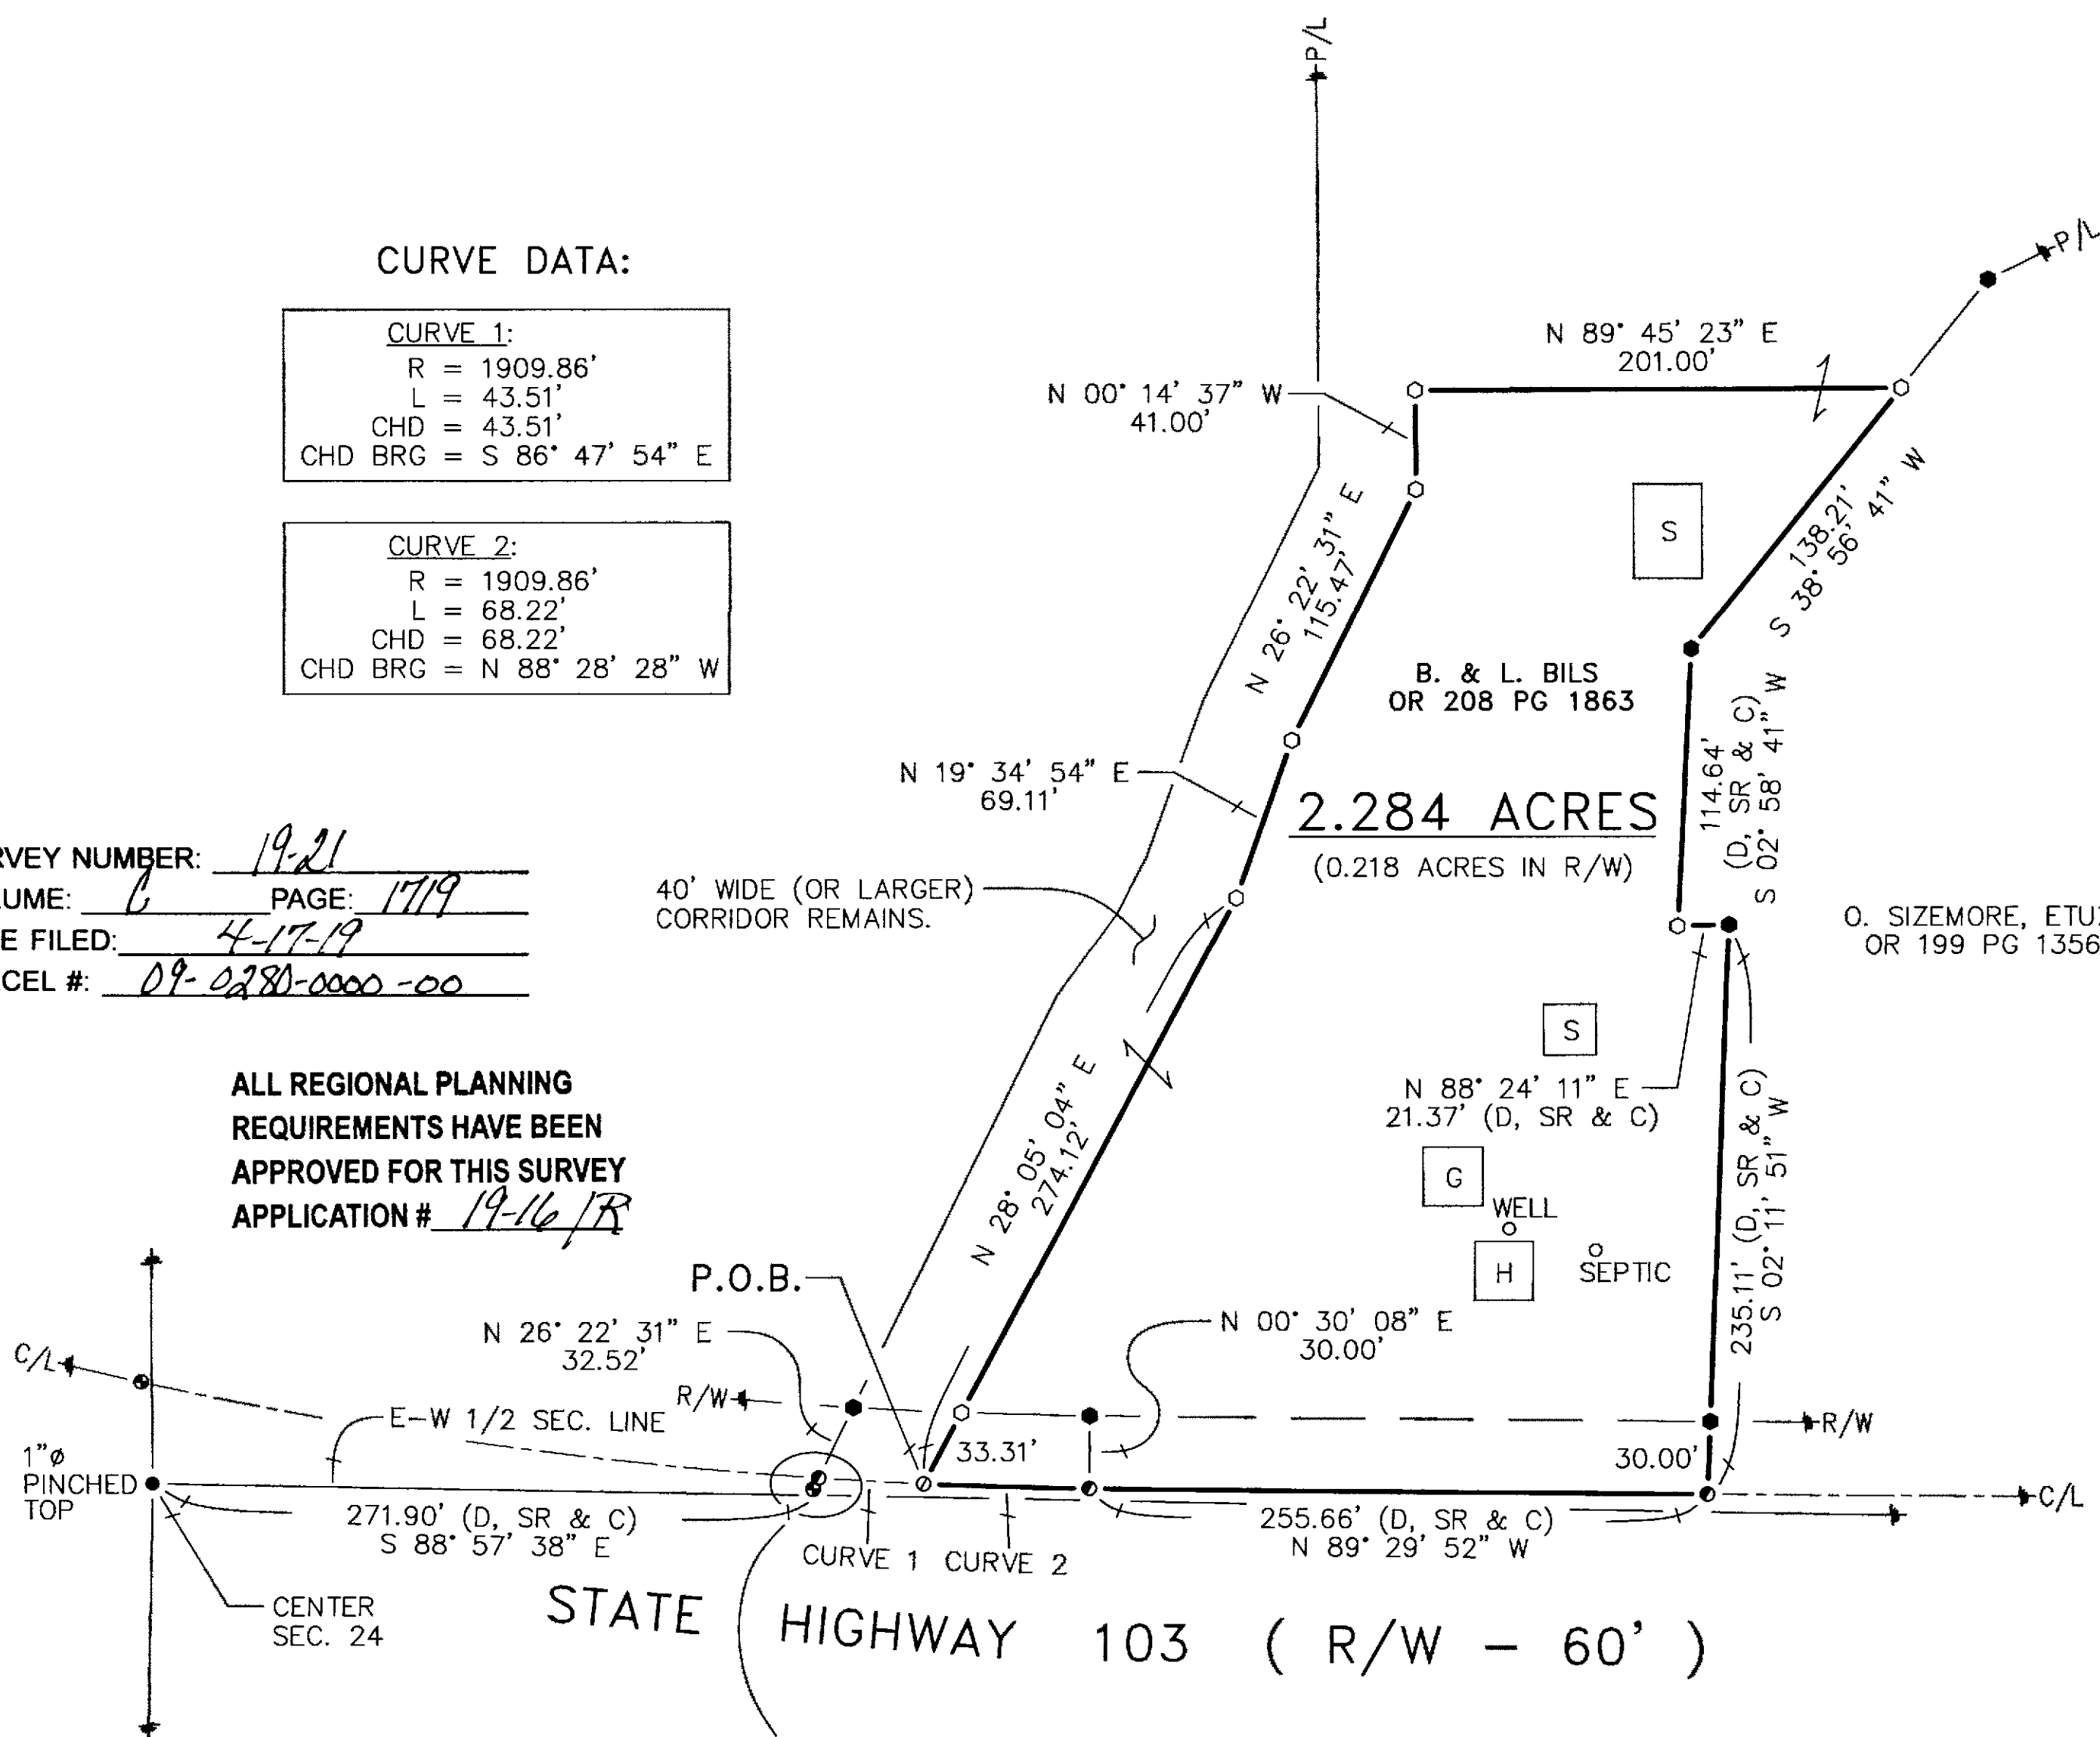 P/L
P/L
CURVE DATA:
CURVE 1:
R = 1909.86'
L = 43.51'
CHD = 43.51'
CHD BRG = S 86° 47' 54" E
CURVE 2:
R = 1909.86'
L = 68.22'
CHD = 68.22'
CHD BRG = N 88° 28' 28" W
N 89° 45' 23" E
201.00'
N 00° 14' 37" W
41.00'
N 26° 22' 31" E
115.47'
S
138.21'
S 38° 56' 41" W
B. & L. BILS
OR 208 PG 1863
N 19° 34' 54" E
69.11'
2.284 ACRES
(0.218 ACRES IN R/W)
114.64'
(D, SR & C)
S 02° 58' 41" W
RVEY NUMBER: 19-21
LUME: C PAGE: 1719
E FILED: 4-17-19
CEL #: 09-0280-0000-00
40' WIDE (OR LARGER)
CORRIDOR REMAINS.
O. SIZEMORE, ETU
OR 199 PG 1356
S
N 88° 24' 11" E
21.37' (D, SR & C)
ALL REGIONAL PLANNING
REQUIREMENTS HAVE BEEN
APPROVED FOR THIS SURVEY
APPLICATION # 19-16 /R
N 28° 05' 04" E
274.12'
G
WELL
H
SEPTIC
235.11' (D, SR & C)
S 02° 11' 51" W
P.O.B.
N 26° 22' 31" E
32.52'
N 00° 30' 08" E
30.00'
C/L
R/W
E-W 1/2 SEC. LINE
R/W
33.31'
30.00'
1"ø
PINCHED
TOP
C/L
271.90' (D, SR & C)
S 88° 57' 38" E
255.66' (D, SR & C)
N 89° 29' 52" W
CURVE 1 CURVE 2
CENTER
SEC. 24
STATE HIGHWAY 103 ( R/W - 60' )